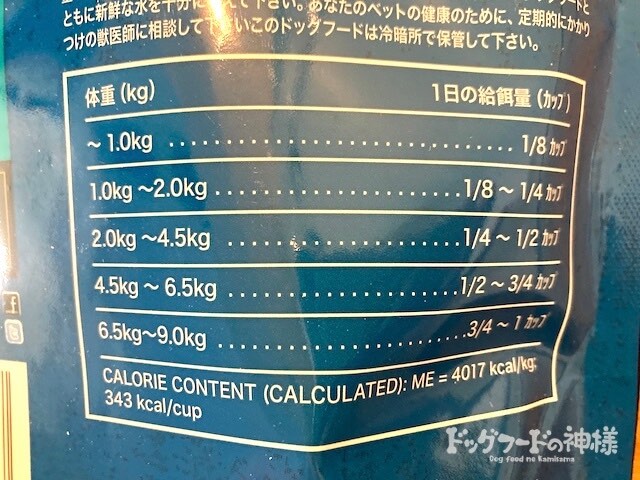 ともに新鮮な水を十分に えて下さい。あなたのペットの健康のために、定期的にかかり
つけの獣医師に相談して下さいこのドッグフードは冷暗所で保管して下さい。
体重（kg） 1日の給餌量（カップ）
～1.0kg ........................ 1/8 カップ
1.0kg ～2.0kg ........................ 1/8 ～ 1/4 カップ
2.0kg ～4.5kg ........................ 1/4 ～ 1/2 カップ
4.5kg ～ 6.5kg ........................ 1/2 ～ 3/4 カップ
6.5kg～9.0kg ........................ 3/4 ～ 1 カップ
CALORIE CONTENT (CALCULATED): ME = 4017 kcal/kg;
343 kcal/cup
ドッグフードの神様
Dog food no Kamisama